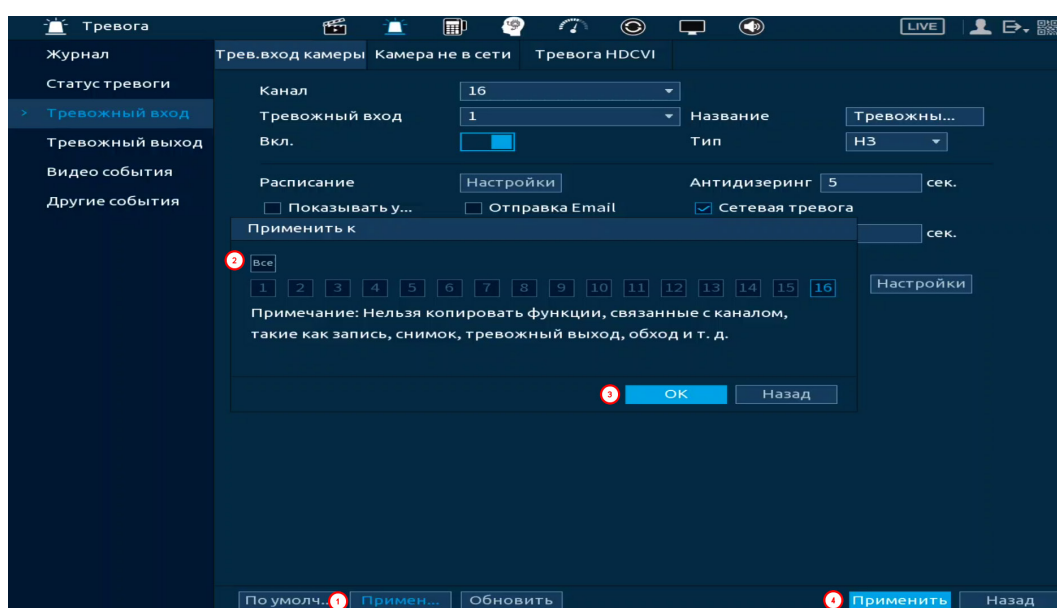 Тревога
LIVE
Журнал
Трев.вход камеры Камера не в сети Тревога HDCVI
Статус тревоги
Канал 16
> Тревожный вход
Тревожный вход 1 Название Тревожны...
Тревожный выход
Вкл. Тип НЗ
Видео события
Расписание Настройки Антидизеринг 5 сек.
Другие события
Показывать у... Отправка Email Сетевая тревога
Применить к
сек.
2 Все
1 2 3 4 5 6 7 8 9 10 11 12 13 14 15 16
Настройки
Примечание: Нельзя копировать функции, связанные с каналом,
такие как запись, снимок, тревожный выход, обход и т. д.
3 OK Назад
По умолч... 1 Примен... Обновить 4 Применить Назад